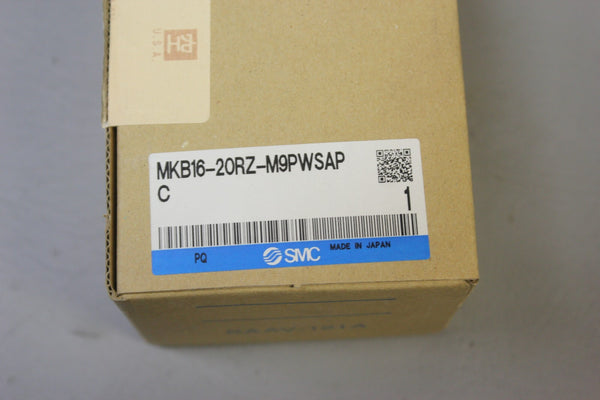 U.S.A.
MKB16-20RZ-M9PWSAP
C
1
PQ
SMC
MADE IN JAPAN